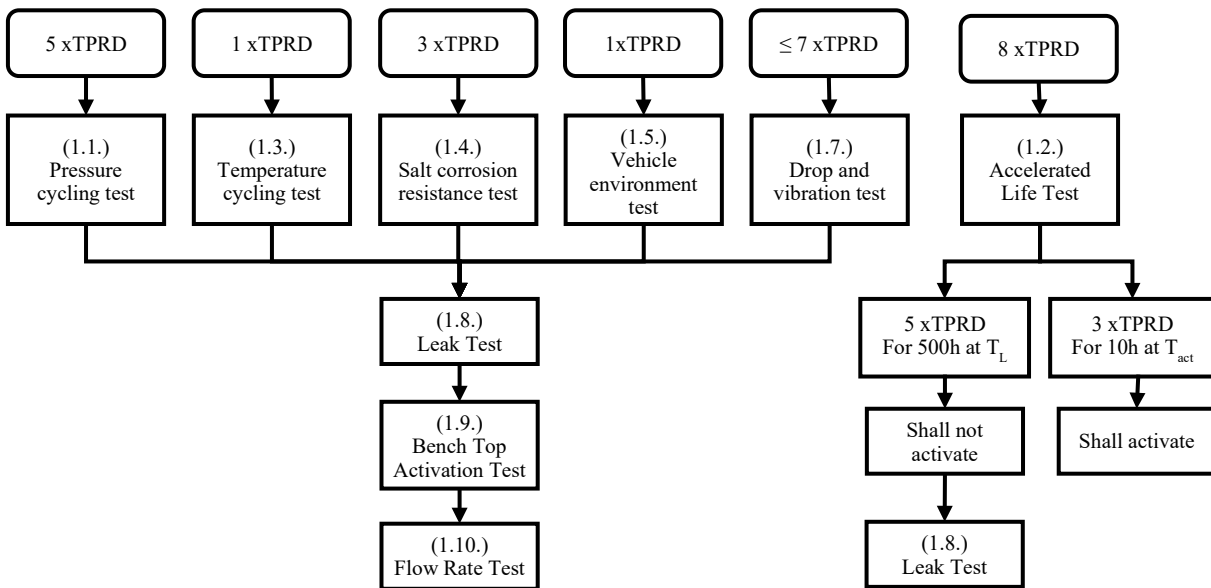 5 xTPRD
1 xTPRD
3 xTPRD
1xTPRD
≤ 7 xTPRD
8 xTPRD
(1.1.)
Pressure
cycling test
(1.3.)
Temperature
cycling test
(1.4.)
Salt corrosion
resistance test
(1.5.)
Vehicle
environment
test
(1.7.)
Drop and
vibration test
(1.2.)
Accelerated
Life Test
(1.8.)
Leak Test
5 xTPRD
For 500h at T_L
3 xTPRD
For 10h at T_act
(1.9.)
Bench Top
Activation Test
Shall not
activate
Shall activate
(1.10.)
Flow Rate Test
(1.8.)
Leak Test